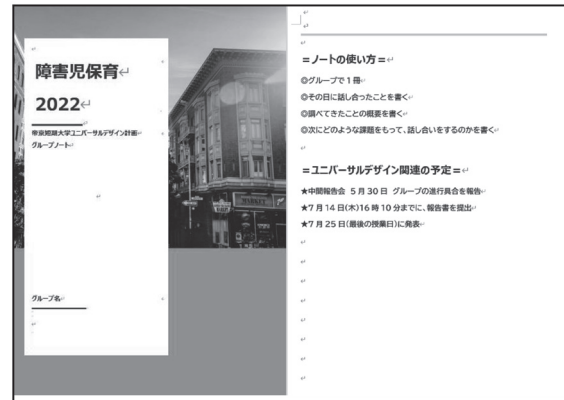 障害児保育
2022
帝京短期大学ユニバーサルデザイン計画
グループノート
グループ名
MARKET
＝ノートの使い方＝
◎グループで1冊
◎その日に話し合ったことを書く
◎調べてきたことの概要を書く
◎次にどのような課題をもって、話し合いをするのかを書く
＝ユニバーサルデザイン関連の予定＝
★中間報告会 5月30日 グループの進行具合を報告
★7月14日(木)16時10分までに、報告書を提出
★7月25日(最後の授業日)に発表